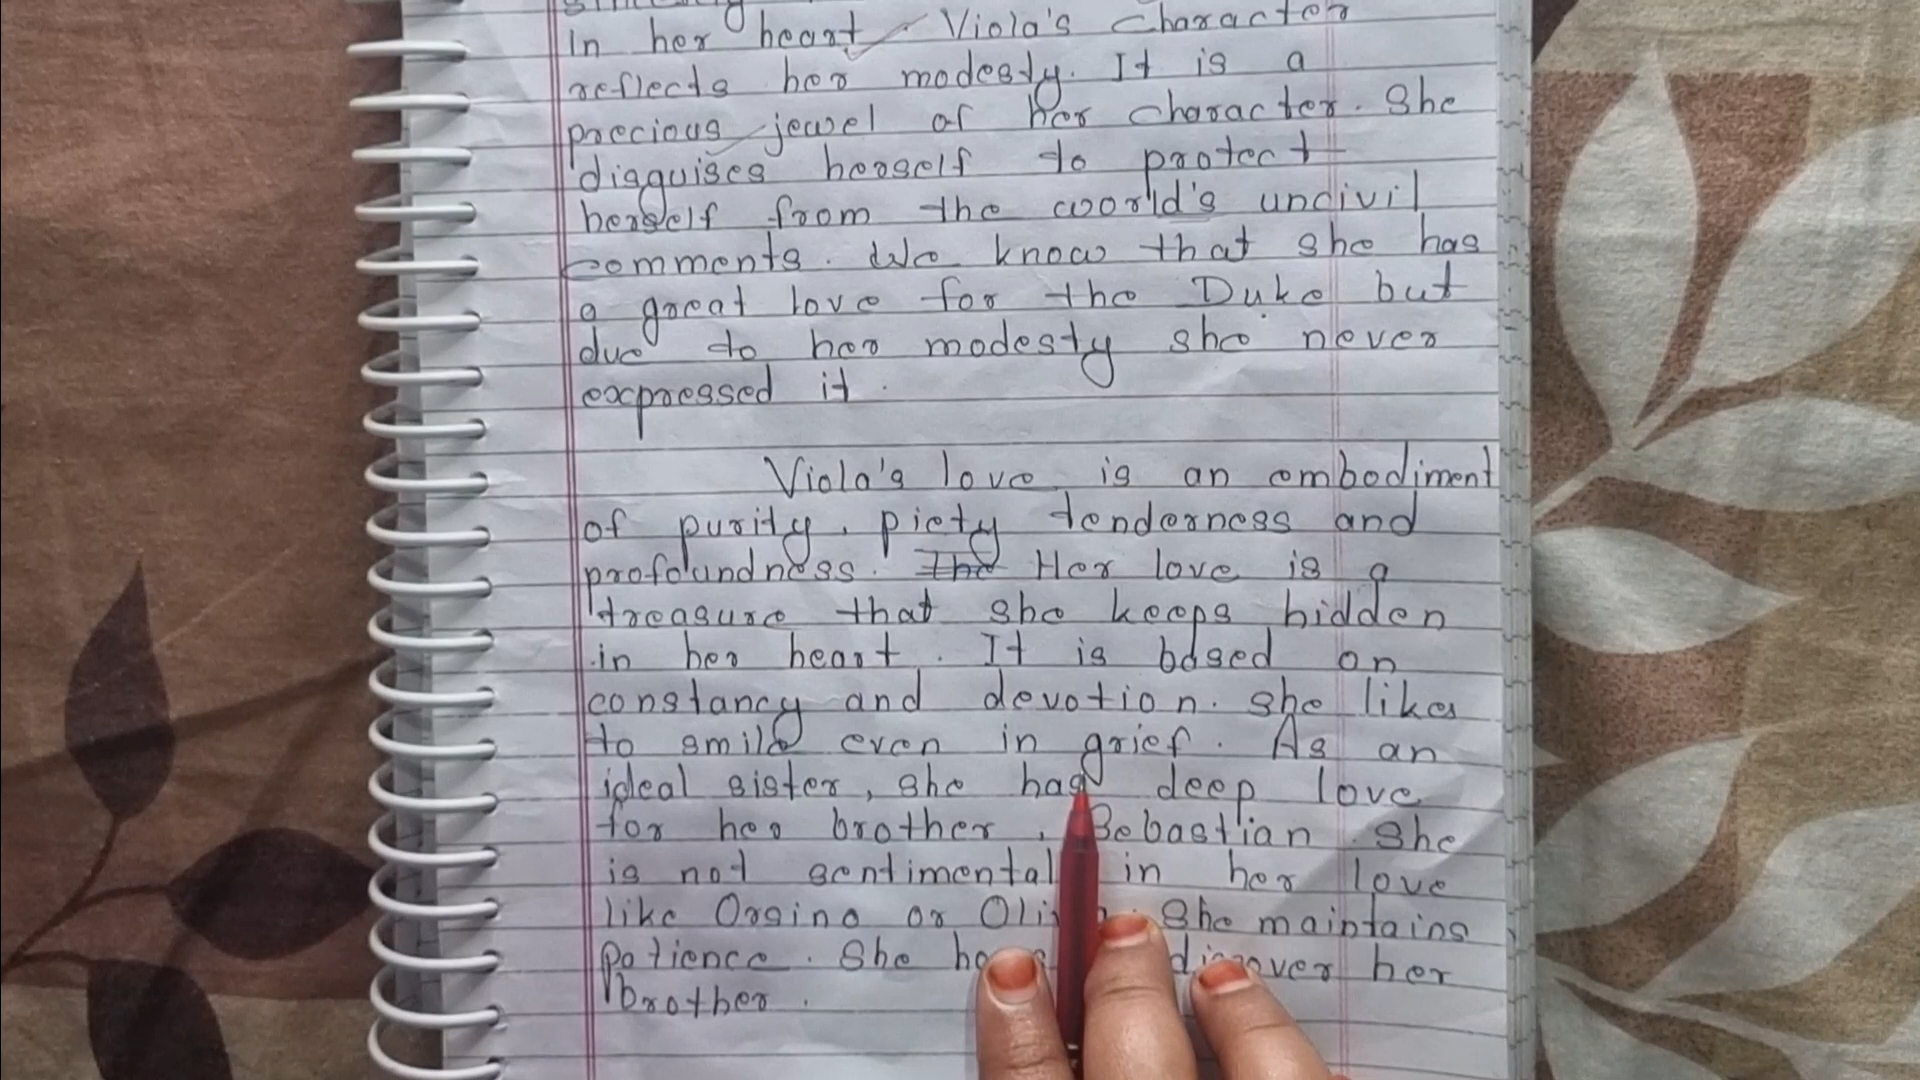 in her heart. Viola's character
reflects her modesty. It is a
precious jewel of her character. She
disguises herself to protect
herself from the world's uncivil
comments. We know that she has
a great love for the Duke but
due to her modesty she never
expressed it.
Viola's love is an embodiment
of purity, piety tenderness and
profoundness. The Her love is a
treasure that she keeps hidden
in her heart. It is based on
constancy and devotion. She likes
to smile even in grief. As an
ideal sister, she has deep love
for her brother, Sebastian. She
is not sentimental in her love
like Orsino or She maintains
Patience. She discover her
brother.